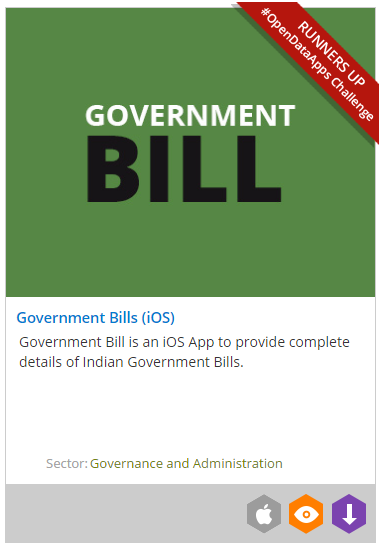 RUNNERS UP
#OpenDataApps Challenge
GOVERNMENT
BILL
Government Bills (iOS)
Government Bill is an iOS App to provide complete
details of Indian Government Bills.
Sector: Governance and Administration